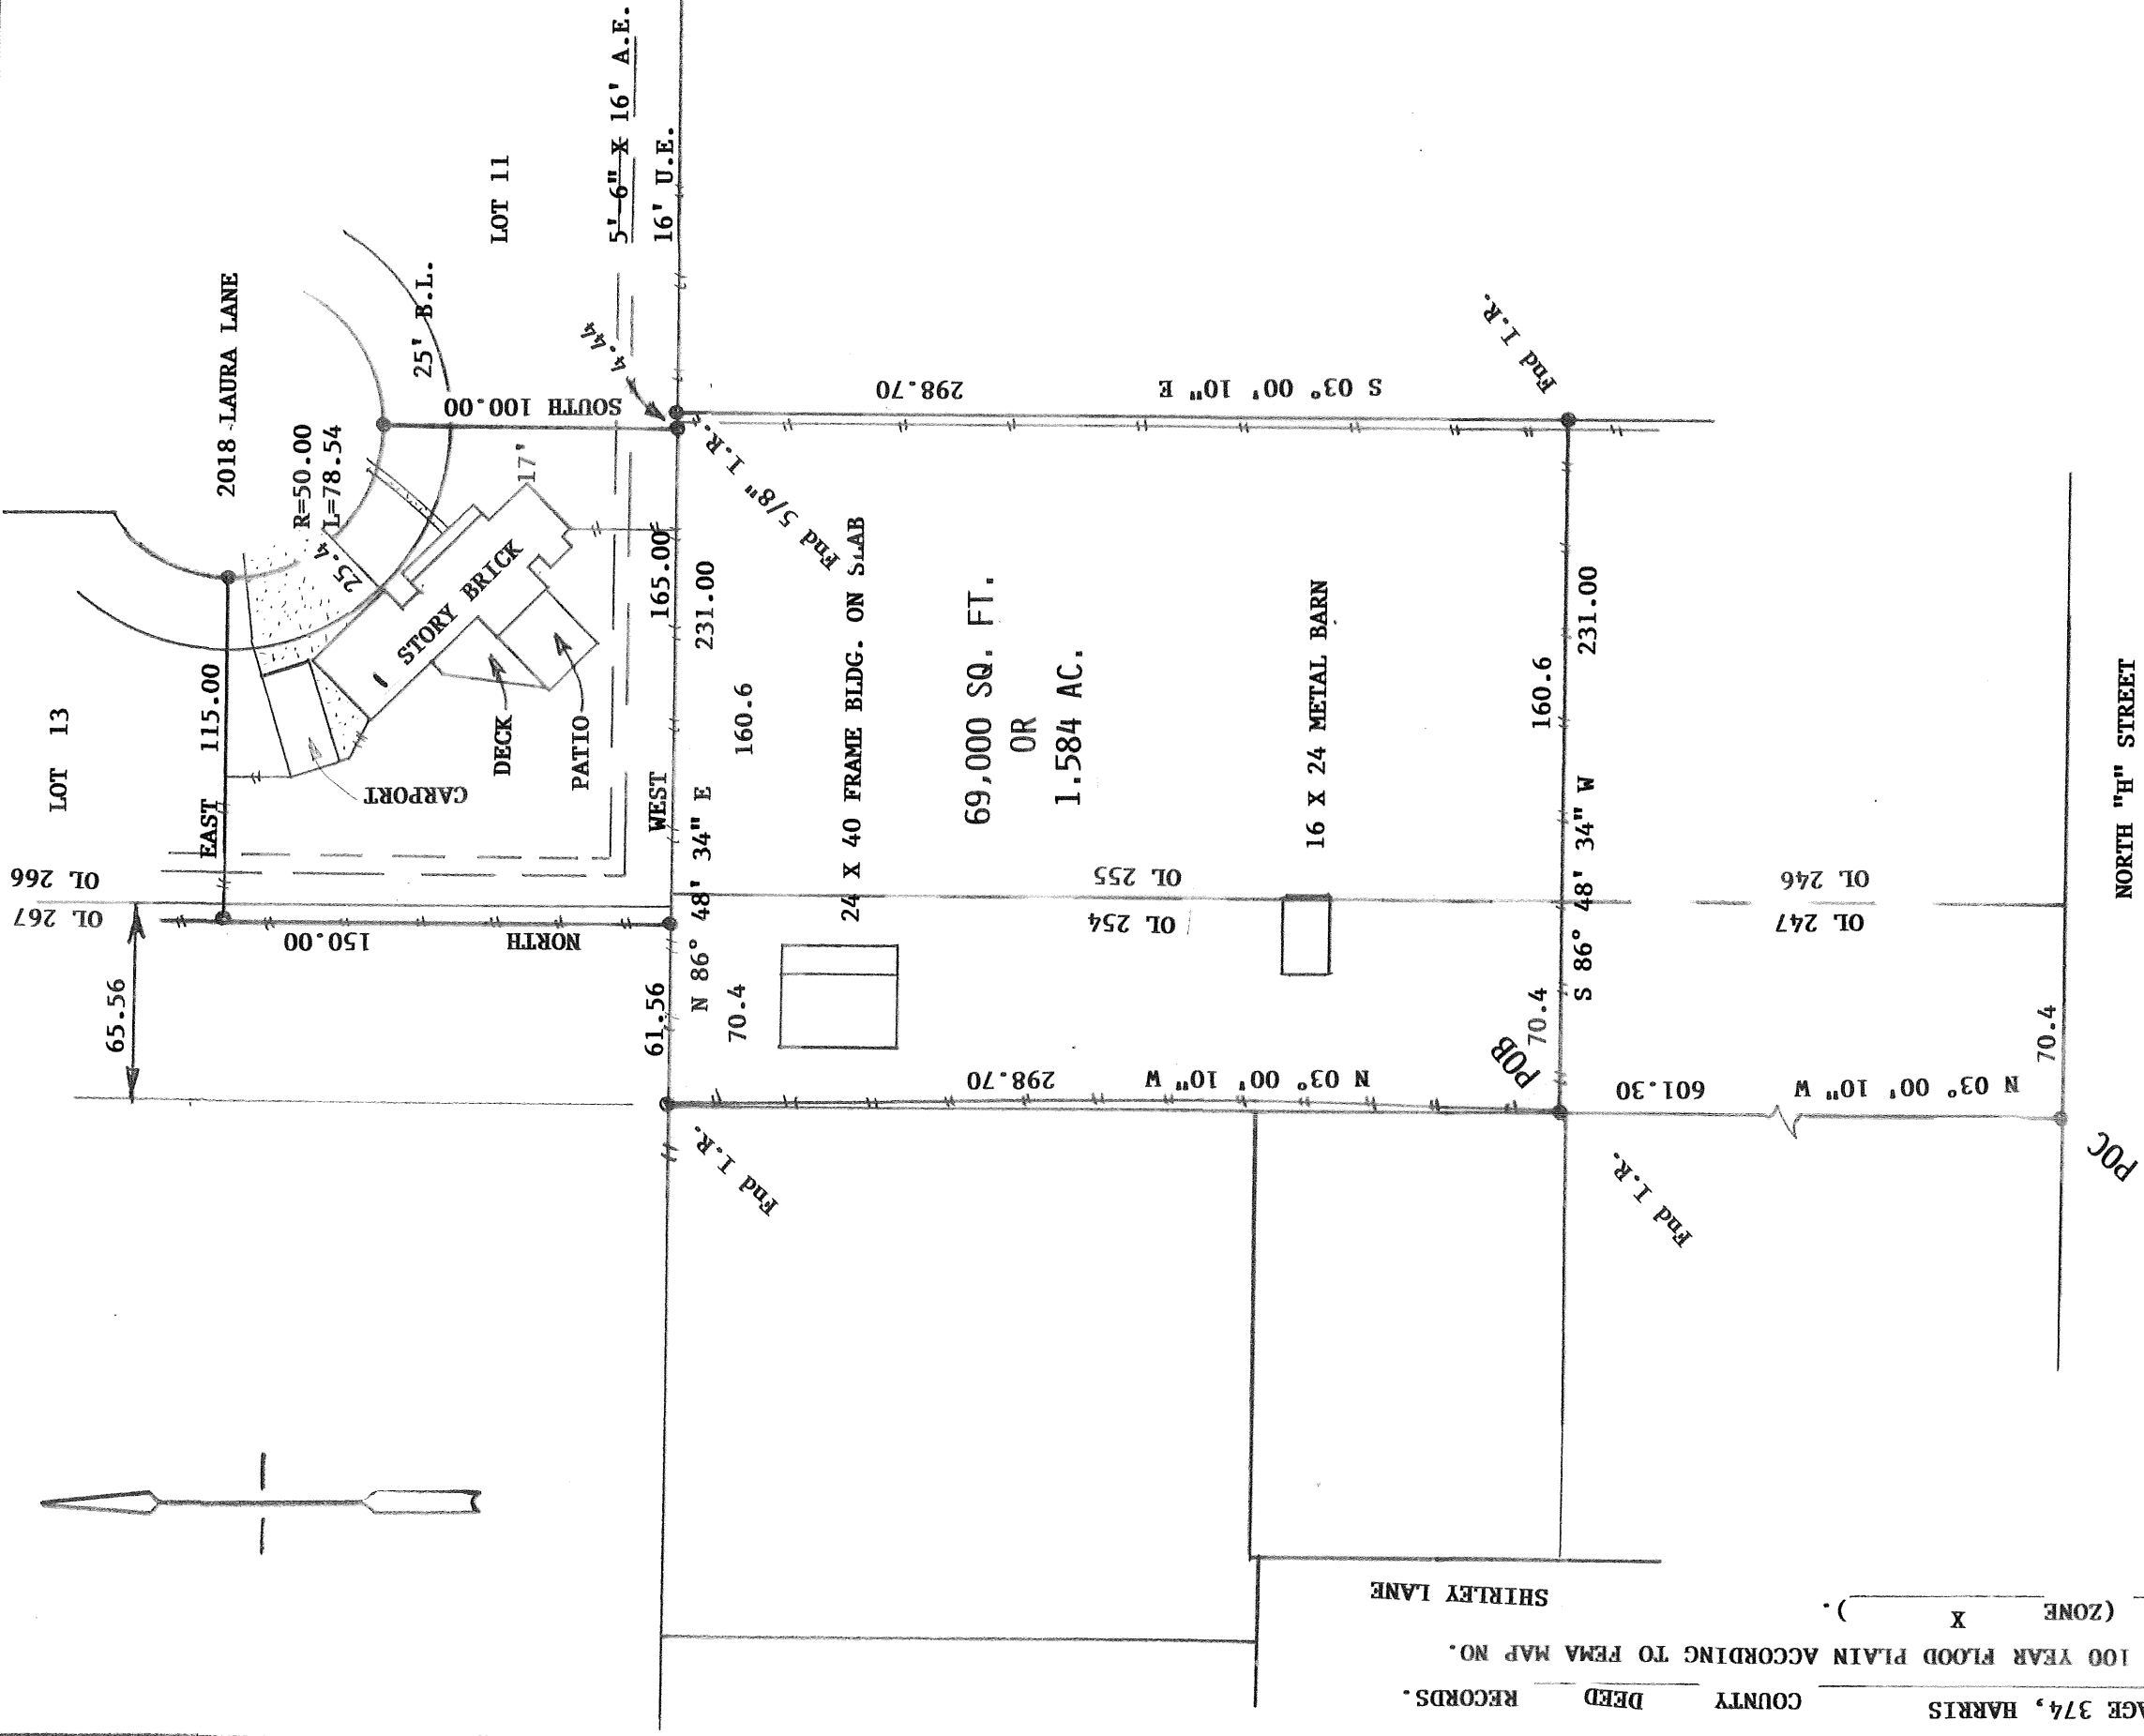 LOT 13
2018 LAURA LANE
R=50.00
L=78.54
25' B.L.
LOT 11
5'-6" X 16' A.E.
16' U.E.
4.44
SOUTH 100.00
17'
25.4
1 STORY BRICK
EAST 115.00
CARPORT
DECK
PATIO
WEST 165.00
OL 266
OL 267
65.56
NORTH 150.00
61.56
N 86° 48' 34" E 231.00
70.4
160.6
Fnd 5/8" I.R.
298.70 S 03° 00' 10" E
Fnd I.R.
24 X 40 FRAME BLDG. ON SLAB
69,000 SQ. FT.
OR
1.584 AC.
16 X 24 METAL BARN
OL 255
OL 254
N 03° 00' 10" W 298.70
Fnd I.R.
160.6
70.4
S 86° 48' 34" W 231.00
POB
Fnd I.R.
OL 246
OL 247
N 03° 00' 10" W 601.30
70.4
POC
NORTH "H" STREET
SHIRLEY LANE
(ZONE X ).
100 YEAR FLOOD PLAIN ACCORDING TO FEMA MAP NO.
AGE 374, HARRIS COUNTY DEED RECORDS.